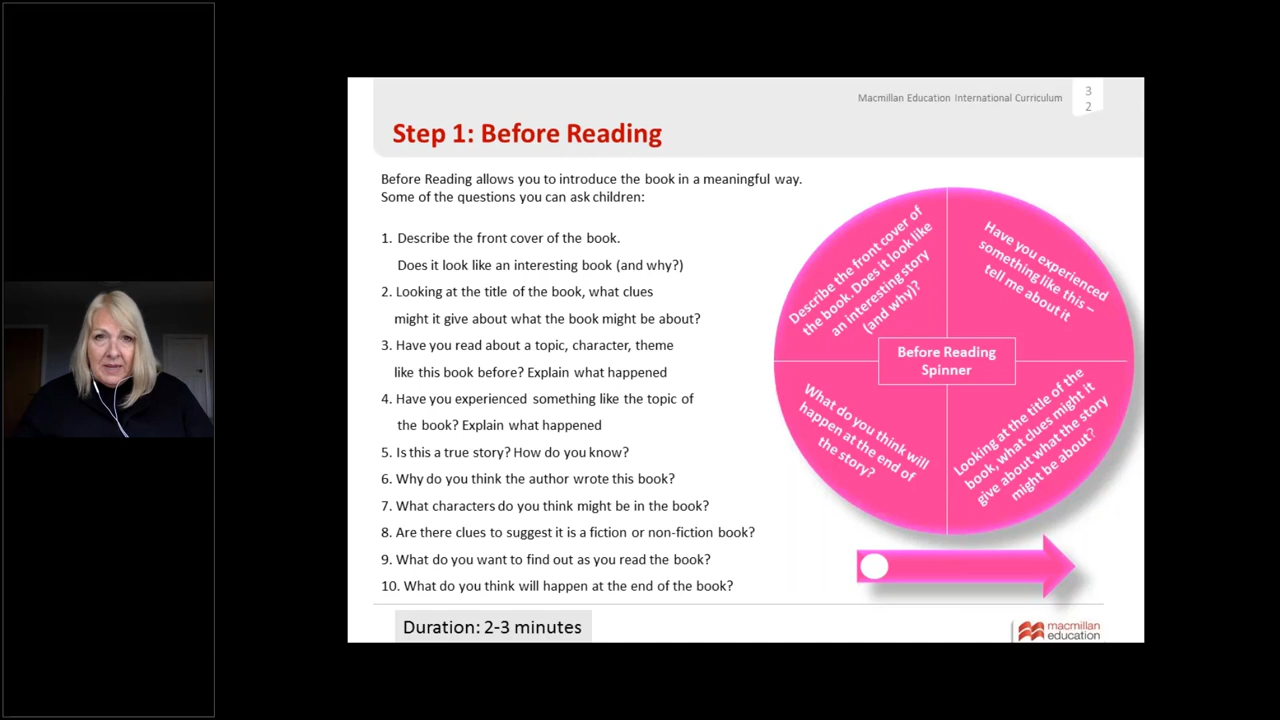 Macmillan Education International Curriculum
3
2
Step 1: Before Reading
Before Reading allows you to introduce the book in a meaningful way.
Some of the questions you can ask children:
1. Describe the front cover of the book.
Does it look like an interesting book (and why?)
2. Looking at the title of the book, what clues
might it give about what the book might be about?
3. Have you read about a topic, character, theme
like this book before? Explain what happened
4. Have you experienced something like the topic of
the book? Explain what happened
5. Is this a true story? How do you know?
6. Why do you think the author wrote this book?
7. What characters do you think might be in the book?
8. Are there clues to suggest it is a fiction or non-fiction book?
9. What do you want to find out as you read the book?
10. What do you think will happen at the end of the book?
Describe the front cover of
the book. Does it look like
an interesting story
(and why)?
Have you experienced
something like this –
tell me about it
Before Reading
Spinner
What do you think will
happen at the end of
the story?
Looking at the title of the
book, what clues might it
give about what the story
might be about?
Duration: 2-3 minutes
macmillan
education